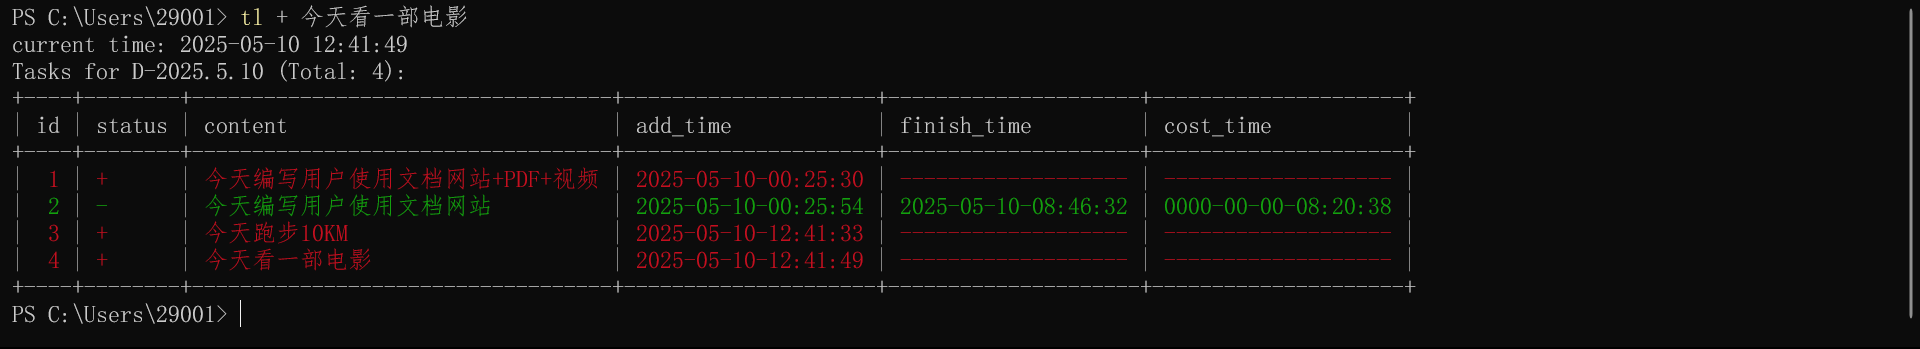 PS C:\Users\29001> tl + 今天看一部电影
current time: 2025-05-10 12:41:49
Tasks for D-2025.5.10 (Total: 4):
+----+--------+-----------------------------------+---------------------+---------------------+---------------------+
| id | status | content                           | add_time            | finish_time         | cost_time           |
+----+--------+-----------------------------------+---------------------+---------------------+---------------------+
|  1 | +      | 今天编写用户使用文档网站+PDF+视频 | 2025-05-10-00:25:30 | ------------------- | ------------------- |
|  2 | -      | 今天编写用户使用文档网站          | 2025-05-10-00:25:54 | 2025-05-10-08:46:32 | 0000-00-00-08:20:38 |
|  3 | +      | 今天跑步10KM                      | 2025-05-10-12:41:33 | ------------------- | ------------------- |
|  4 | +      | 今天看一部电影                    | 2025-05-10-12:41:49 | ------------------- | ------------------- |
+----+--------+-----------------------------------+---------------------+---------------------+---------------------+
PS C:\Users\29001>